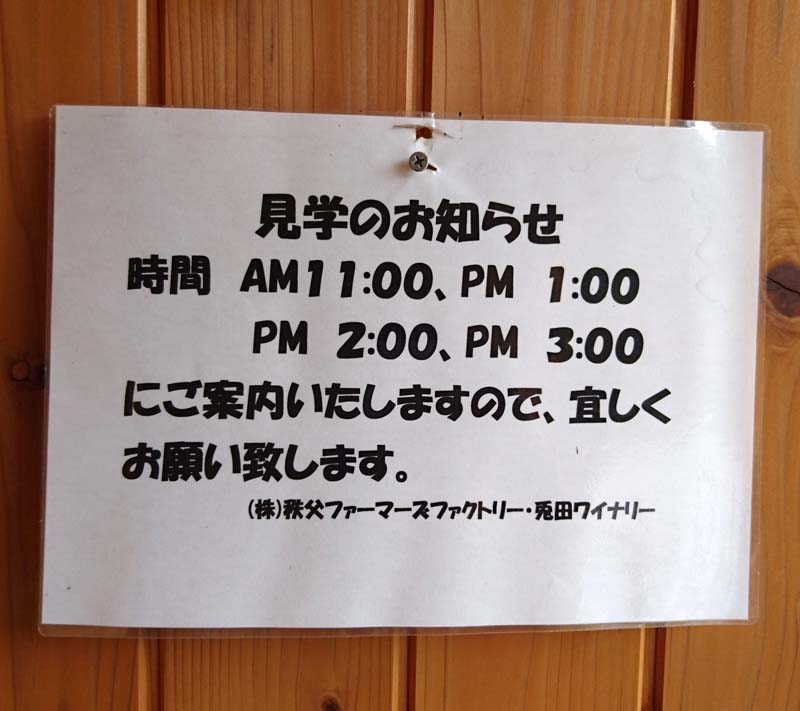 見学のお知らせ
時間 AM11:00、PM 1:00
PM 2:00、PM 3:00
にご案内いたしますので、宜しく
お願い致します。
(株)秩父ファーマーズファクトリー・兎田ワイナリー